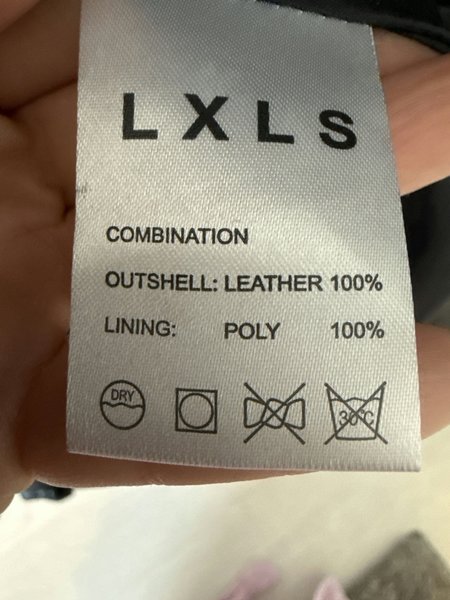 LXLS
COMBINATION
OUTSHELL: LEATHER 100%
LINING: POLY 100%
DRY 30°C